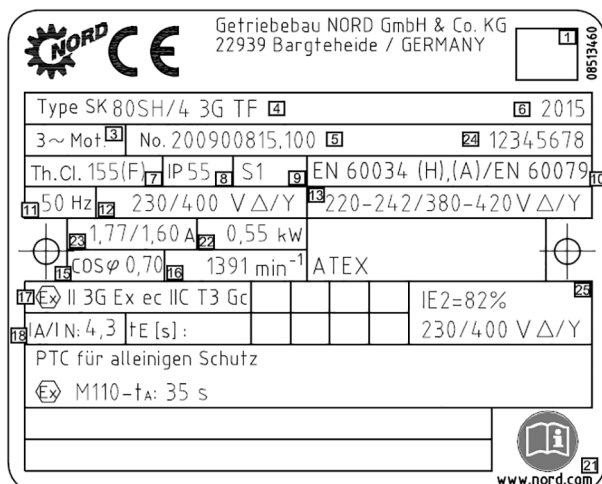 NORD CE Getriebebau NORD GmbH & Co. KG 1
22939 Bargteheide / GERMANY
08513460
Type SK 80SH/4 3G TF 4 6 2015
3~ Mot. 3 No. 200900815.100 5 24 12345678
Th.Cl. 155(F) 7 IP 55 8 S1 9 EN 60034 (H),(A)/EN 60079 10
11 50 Hz 12 230/400 V △/Y 13 220-242/380-420V △/Y
23 1,77/1,60 A 22 0,55 kW
15 COSφ 0,70 16 1391 min⁻¹ ATEX
17 Ex II 3G Ex ec IIC T3 Gc IE2=82% 25
18 IA/IN: 4,3 tE [s] : 230/400 V △/Y
PTC für alleinigen Schutz
Ex M110-tA: 35 s
i
21
www.nord.com